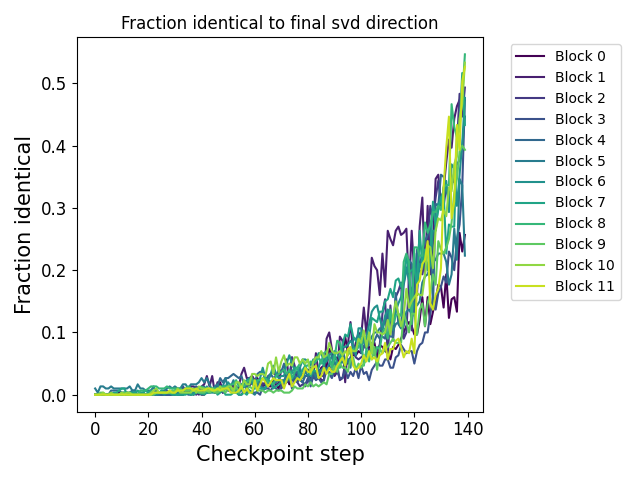 Fraction identical to final svd direction
Fraction identical
0.5
0.4
0.3
0.2
0.1
0.0
0 20 40 60 80 100 120 140
Checkpoint step
Block 0
Block 1
Block 2
Block 3
Block 4
Block 5
Block 6
Block 7
Block 8
Block 9
Block 10
Block 11